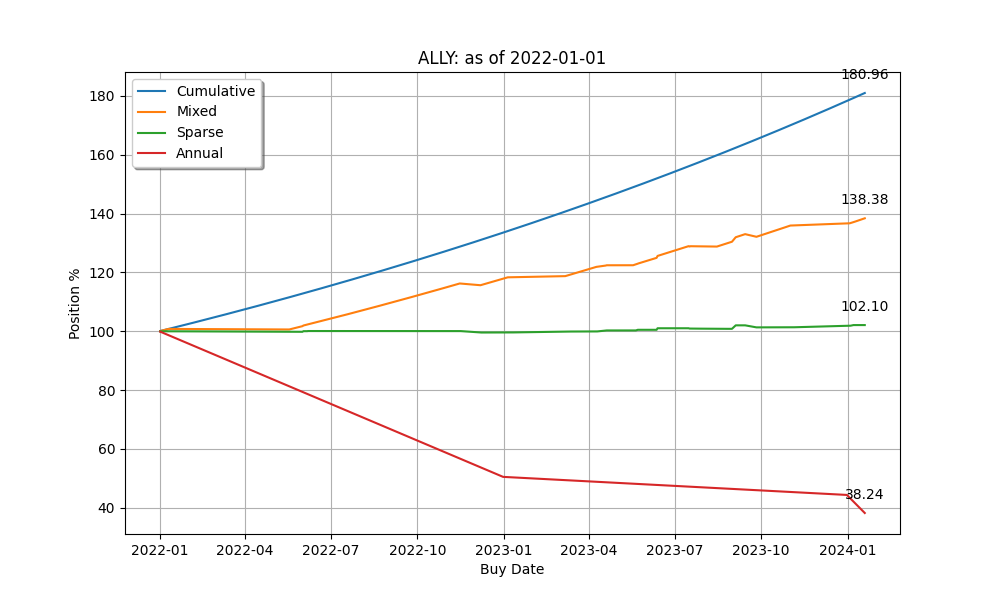 ALLY: as of 2022-01-01
Cumulative
Mixed
Sparse
Annual
180.96
138.38
102.10
38.24
Position %
180
160
140
120
100
80
60
40
2022-01 2022-04 2022-07 2022-10 2023-01 2023-04 2023-07 2023-10 2024-01
Buy Date